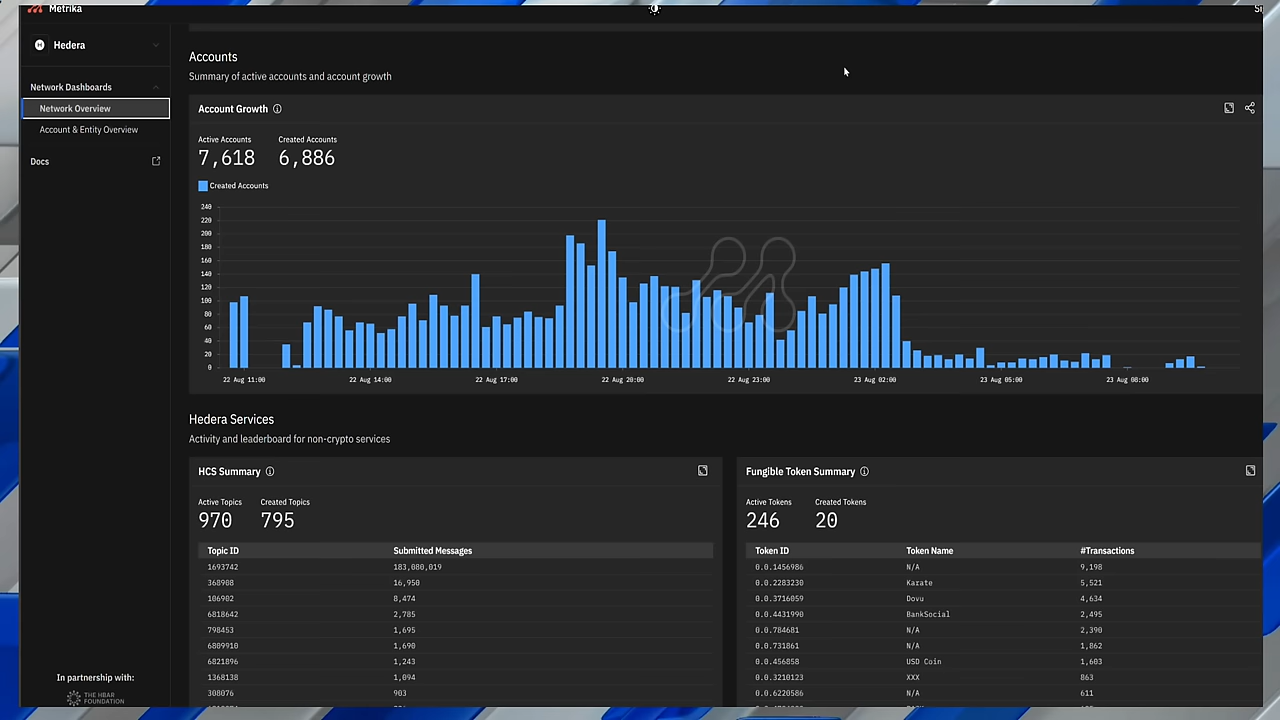 Metrika
Hedera
Network Dashboards
Network Overview
Account & Entity Overview
Docs
In partnership with:
THE HBAR
FOUNDATION
Accounts
Summary of active accounts and account growth
Account Growth
Active Accounts Created Accounts
7,618 6,886
Created Accounts
240
220
200
180
160
140
120
100
80
60
40
20
0
22 Aug 11:00 22 Aug 14:00 22 Aug 17:00 22 Aug 20:00 22 Aug 23:00 23 Aug 02:00 23 Aug 05:00 23 Aug 08:00
Hedera Services
Activity and leaderboard for non-crypto services
HCS Summary
Active Topics Created Topics
970 795
Topic ID Submitted Messages
1693742 183,080,019
368908 16,950
106902 8,474
6818642 2,785
798453 1,695
6809910 1,690
6821896 1,243
1368138 1,094
308076 903
Fungible Token Summary
Active Tokens Created Tokens
246 20
Token ID Token Name #Transactions
0.0.1456986 N/A 9,198
0.0.2283230 Karate 5,521
0.0.3716059 Dovu 4,634
0.0.4431990 BankSocial 2,495
0.0.784681 N/A 2,390
0.0.731861 N/A 1,862
0.0.456858 USD Coin 1,603
0.0.3210123 XXX 863
0.0.6220586 N/A 611